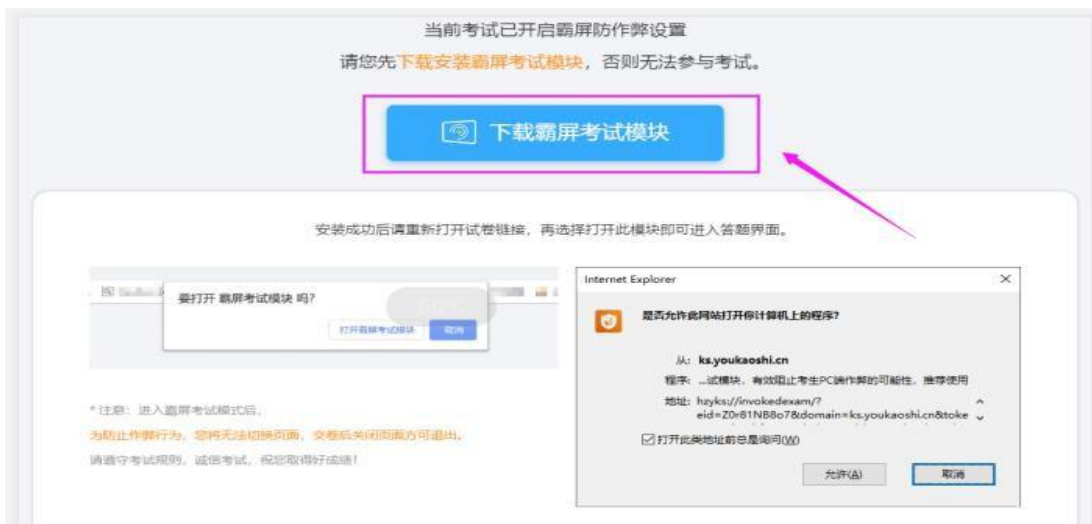 当前考试已开启霸屏防作弊设置
请您先下载安装霸屏考试模块，否则无法参与考试。
下载霸屏考试模块
安装成功后请重新打开试卷链接，再选择打开此模块即可进入答题界面。
要打开 霸屏考试模块 吗?
打开霸屏考试模块
取消
Internet Explorer
是否允许此网站打开你计算机上的程序?
从: ks.youkaoshi.cn
程序: ...试模块，有效阻止考生PC端作弊的可能性，推荐使用
地址: hzyks://invokedexam/?
eid=Z0r81NB8o7&domain=ks.youkaoshi.cn&toke
打开此类地址前总是询问(W)
允许(A)
取消
*注意：进入霸屏考试模式后，
为防止作弊行为，您将无法切换页面，交卷后关闭页面方可退出。
请遵守考试规则，诚信考试，祝您取得好成绩！